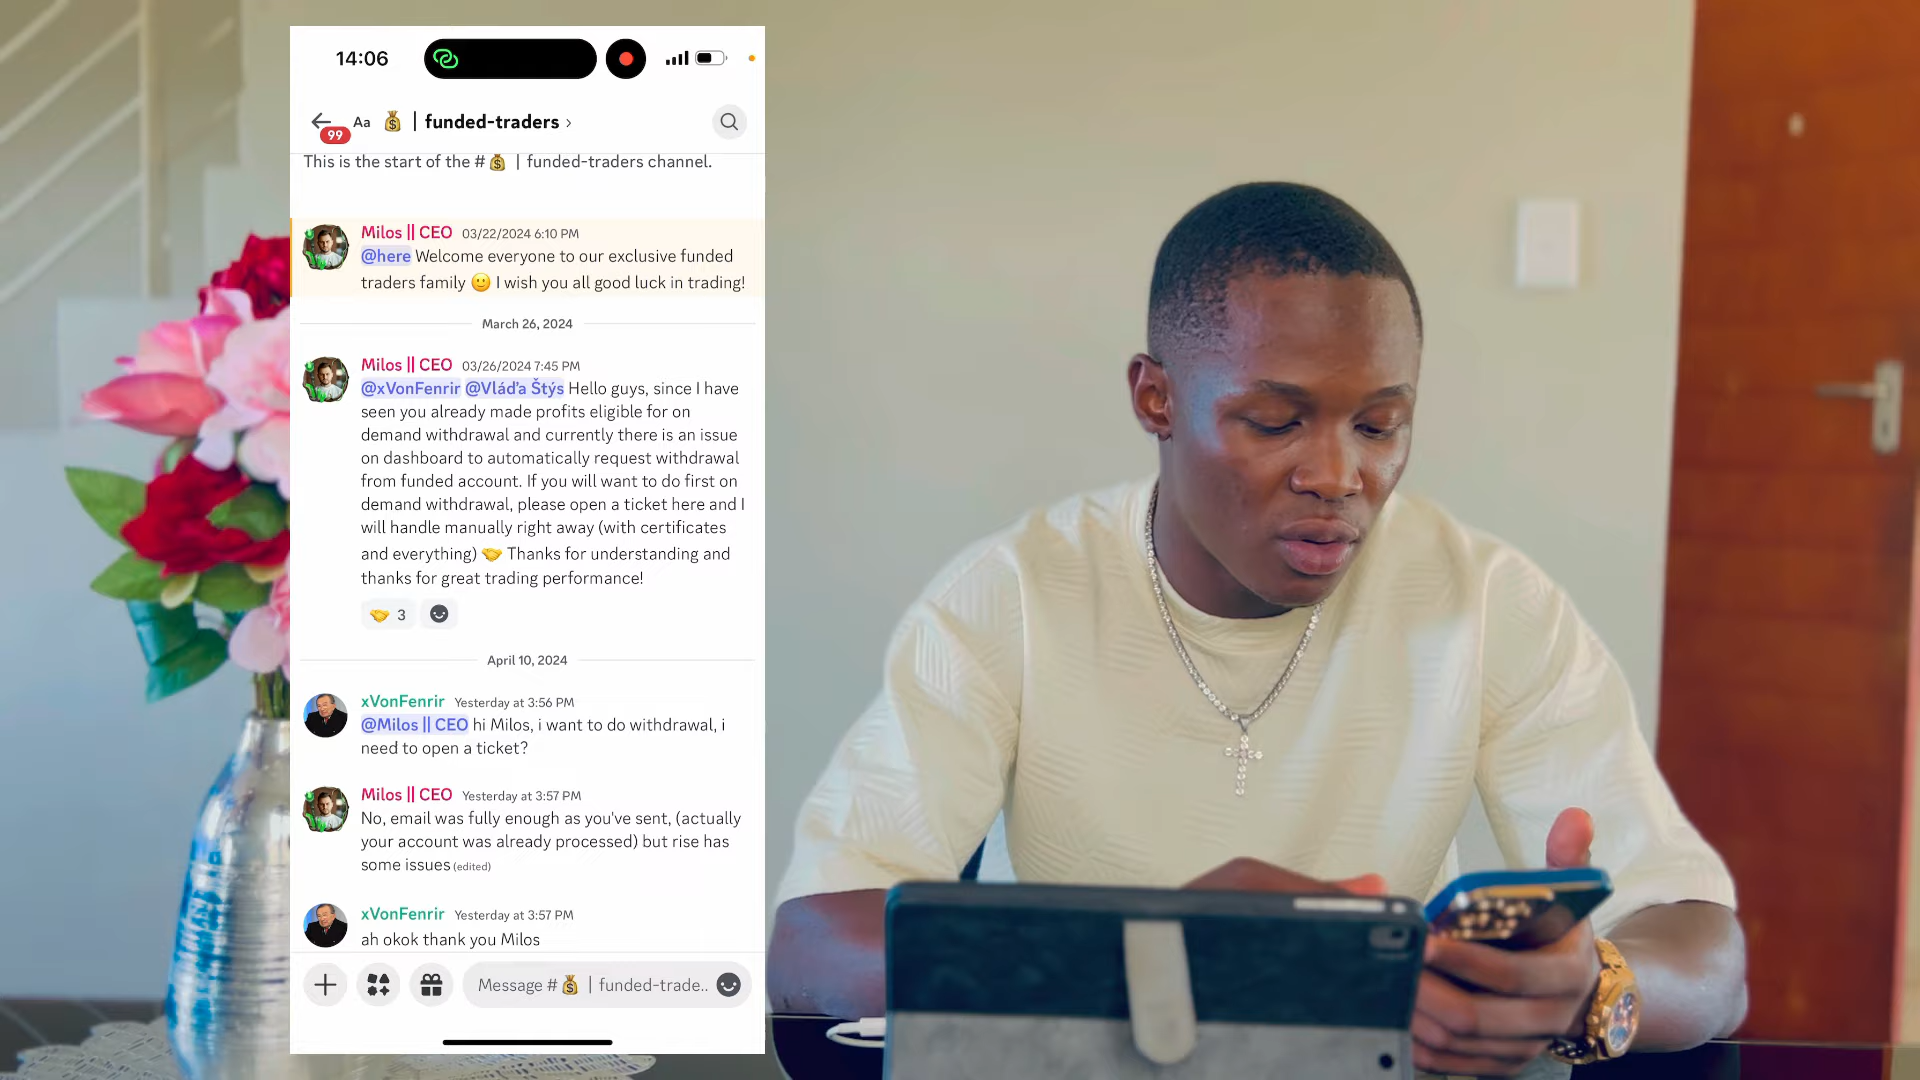 14:06
99
Aa 💰 | funded-traders ›
This is the start of the #💰 | funded-traders channel.
Milos || CEO 03/22/2024 6:10 PM
@here Welcome everyone to our exclusive funded
traders family 🙂 I wish you all good luck in trading!
March 26, 2024
Milos || CEO 03/26/2024 7:45 PM
@xVonFenrir @Vláďa Štýs Hello guys, since I have
seen you already made profits eligible for on
demand withdrawal and currently there is an issue
on dashboard to automatically request withdrawal
from funded account. If you will want to do first on
demand withdrawal, please open a ticket here and I
will handle manually right away (with certificates
and everything) 🤝 Thanks for understanding and
thanks for great trading performance!
🤝 3
April 10, 2024
xVonFenrir Yesterday at 3:56 PM
@Milos || CEO hi Milos, i want to do withdrawal, i
need to open a ticket?
Milos || CEO Yesterday at 3:57 PM
No, email was fully enough as you've sent, (actually
your account was already processed) but rise has
some issues (edited)
xVonFenrir Yesterday at 3:57 PM
ah okok thank you Milos
Message #💰 | funded-trade..